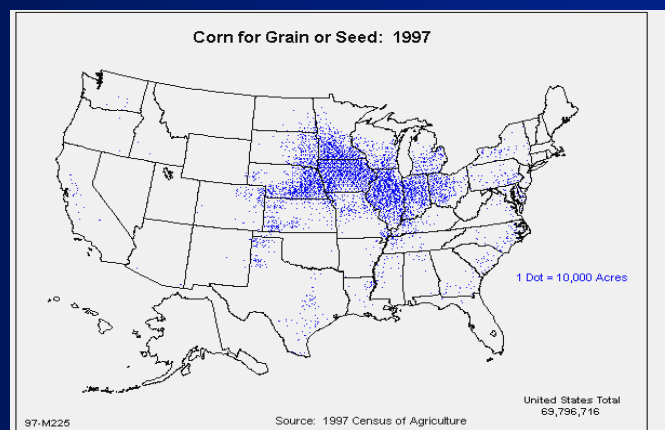 Corn for Grain or Seed: 1997
1 Dot = 10,000 Acres
United States Total
69,796,716
97-M225
Source: 1997 Census of Agriculture